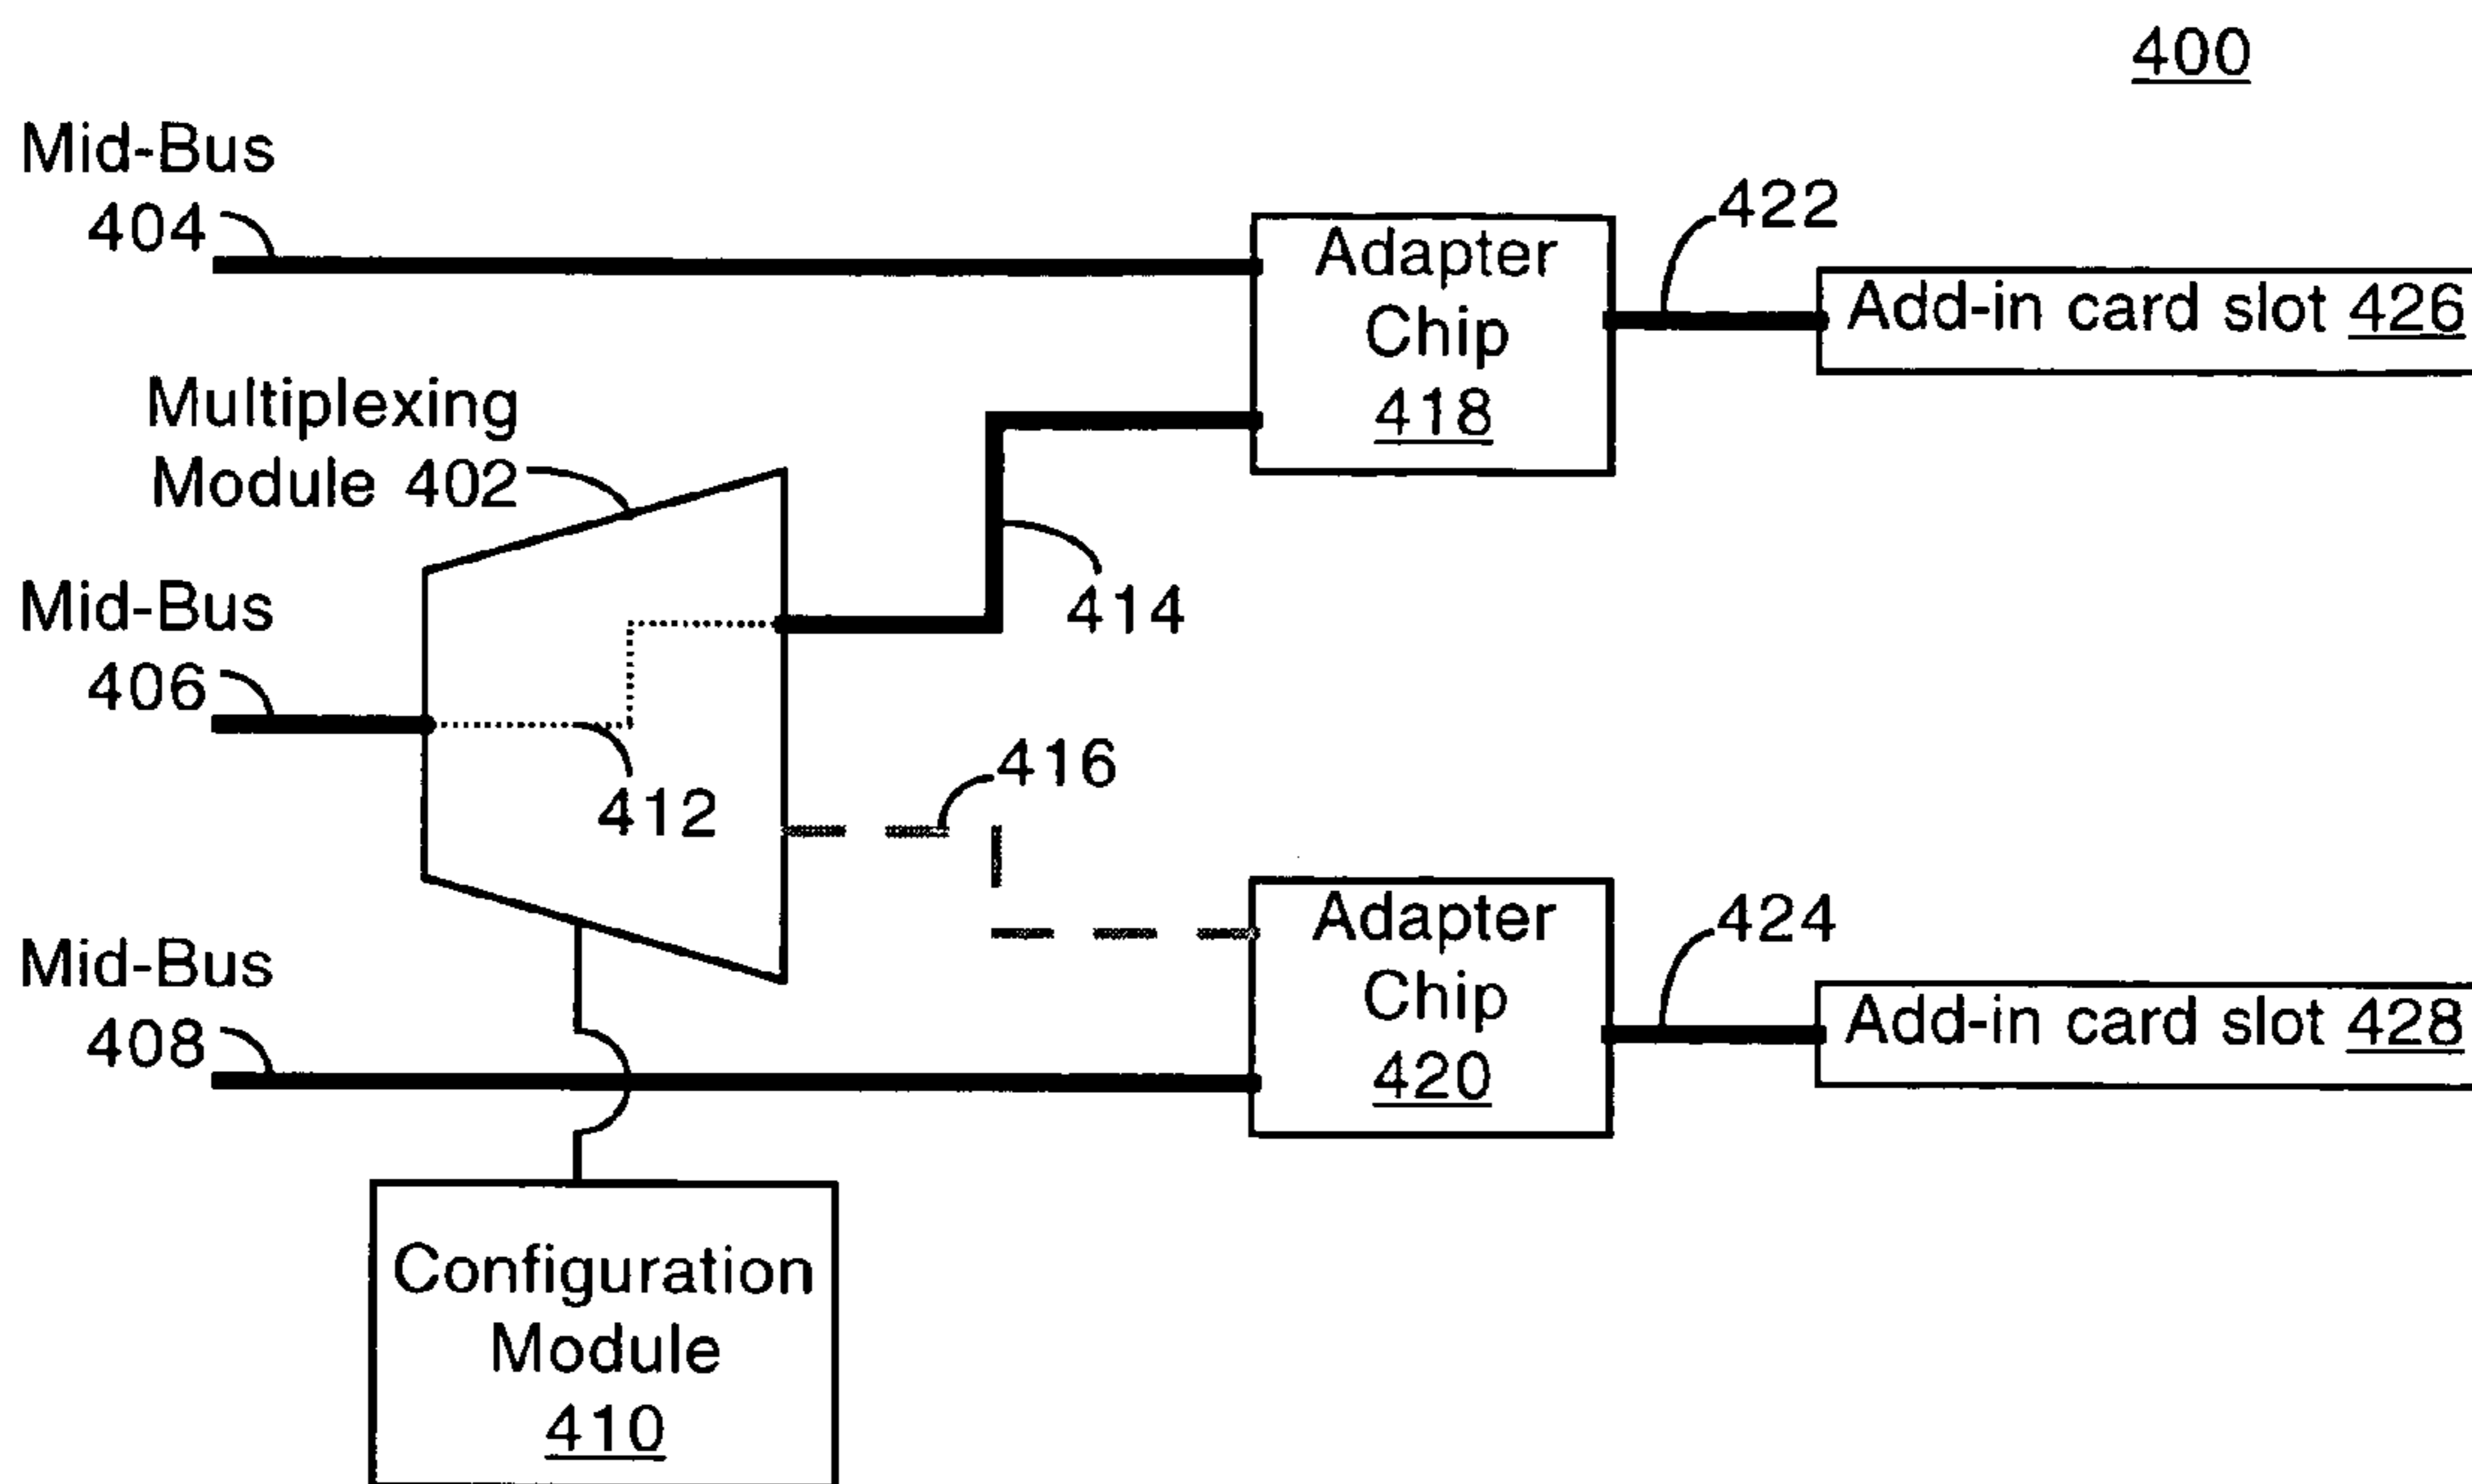 400
Mid-Bus
404
422
Adapter
Chip
418
Add-in card slot 426
Multiplexing
Module 402
414
Mid-Bus
406
412
416
Adapter
Chip
420
424
Add-in card slot 428
Mid-Bus
408
Configuration
Module
410